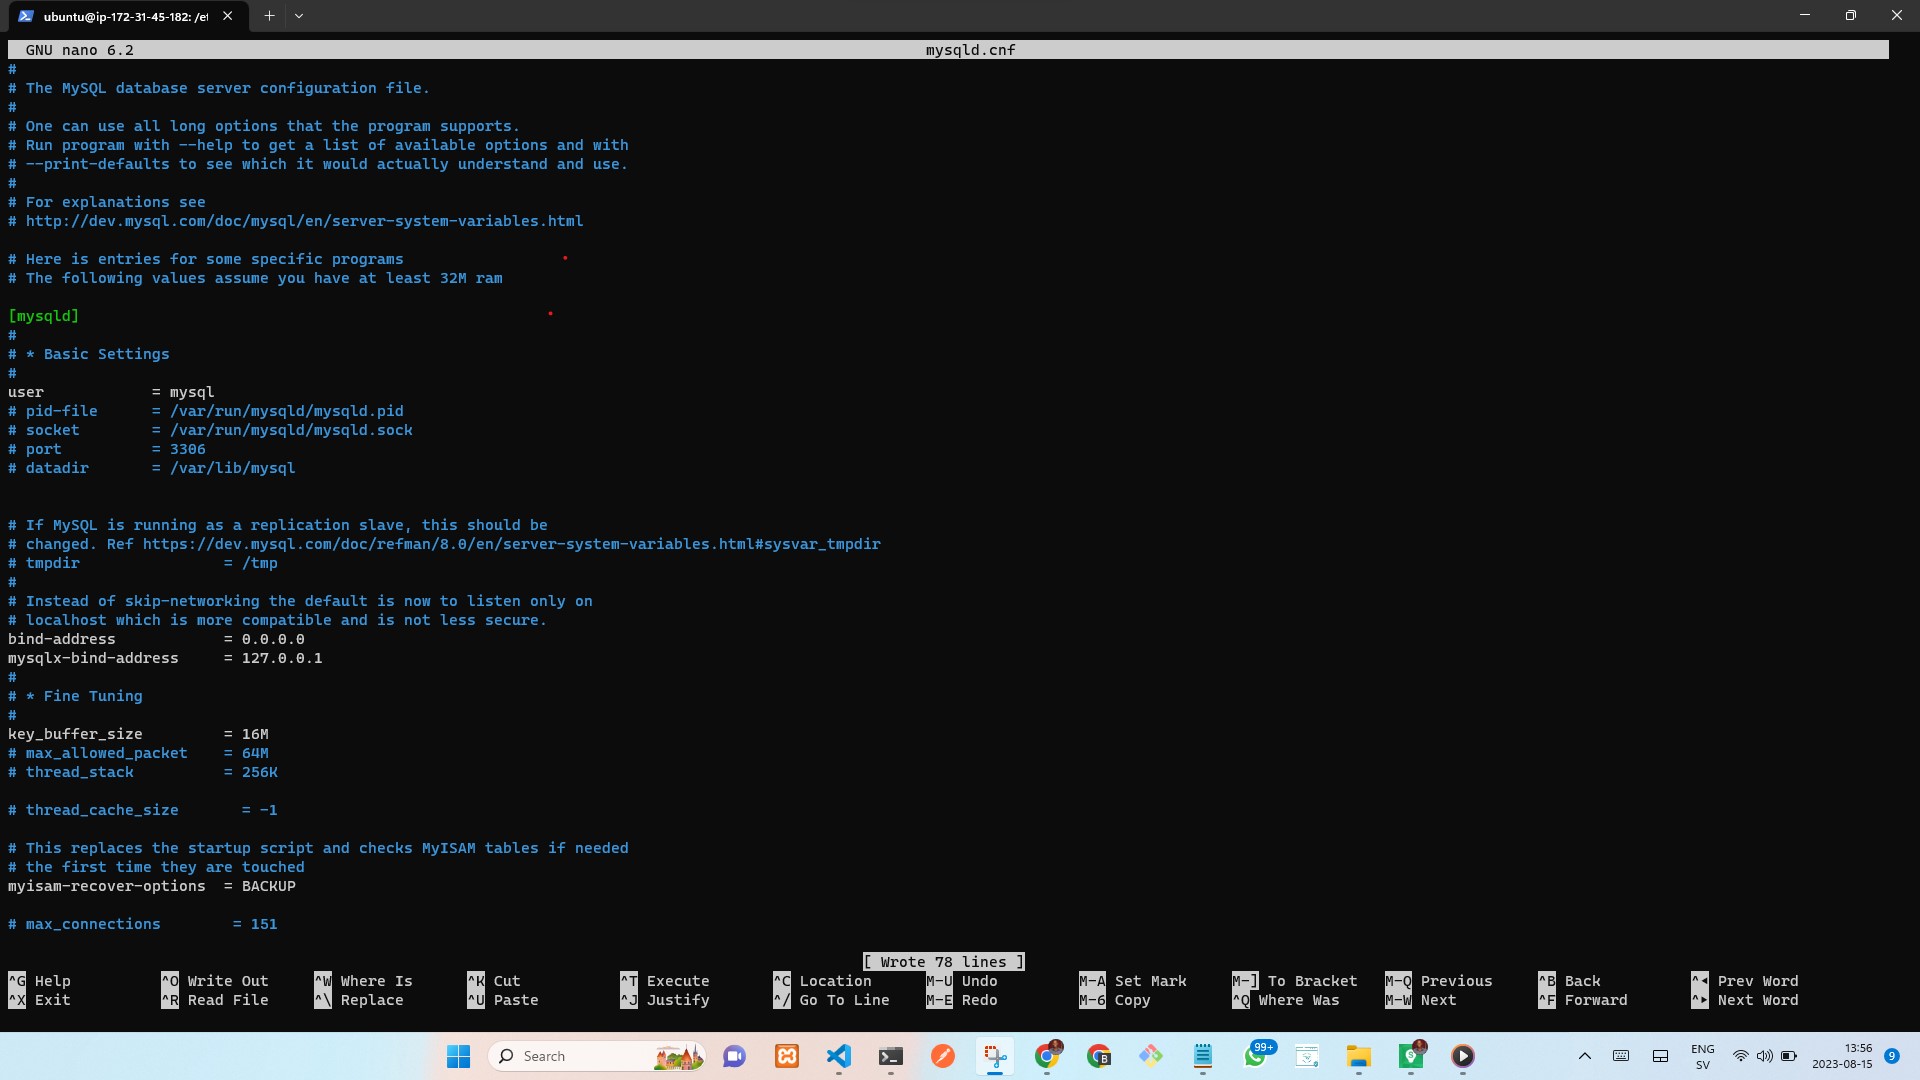 ubuntu@ip-172-31-45-182: /et
GNU nano 6.2 mysqld.cnf
#
# The MySQL database server configuration file.
#
# One can use all long options that the program supports.
# Run program with --help to get a list of available options and with
# --print-defaults to see which it would actually understand and use.
#
# For explanations see
# http://dev.mysql.com/doc/mysql/en/server-system-variables.html

# Here is entries for some specific programs
# The following values assume you have at least 32M ram

[mysqld]
#
# * Basic Settings
#
user            = mysql
# pid-file      = /var/run/mysqld/mysqld.pid
# socket        = /var/run/mysqld/mysqld.sock
# port          = 3306
# datadir       = /var/lib/mysql

# If MySQL is running as a replication slave, this should be
# changed. Ref https://dev.mysql.com/doc/refman/8.0/en/server-system-variables.html#sysvar_tmpdir
# tmpdir                = /tmp
#
# Instead of skip-networking the default is now to listen only on
# localhost which is more compatible and is not less secure.
bind-address            = 0.0.0.0
mysqlx-bind-address     = 127.0.0.1
#
# * Fine Tuning
#
key_buffer_size         = 16M
# max_allowed_packet    = 64M
# thread_stack          = 256K

# thread_cache_size       = -1

# This replaces the startup script and checks MyISAM tables if needed
# the first time they are touched
myisam-recover-options  = BACKUP

# max_connections        = 151

[ Wrote 78 lines ]
^G Help ^O Write Out ^W Where Is ^K Cut ^T Execute ^C Location M-U Undo M-A Set Mark M-] To Bracket M-Q Previous ^B Back ^◂ Prev Word
^X Exit ^R Read File ^\ Replace ^U Paste ^J Justify ^/ Go To Line M-E Redo M-6 Copy ^Q Where Was M-W Next ^F Forward ^▸ Next Word
Search
B
99+
ENG
SV
13:56
2023-08-15
9